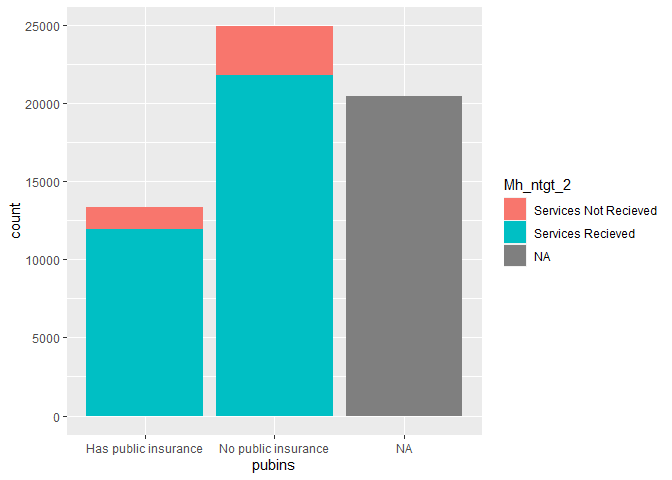 25000
20000
15000
10000
5000
0
count
Has public insurance
No public insurance
NA
pubins
Mh_ntgt_2
Services Not Recieved
Services Recieved
NA